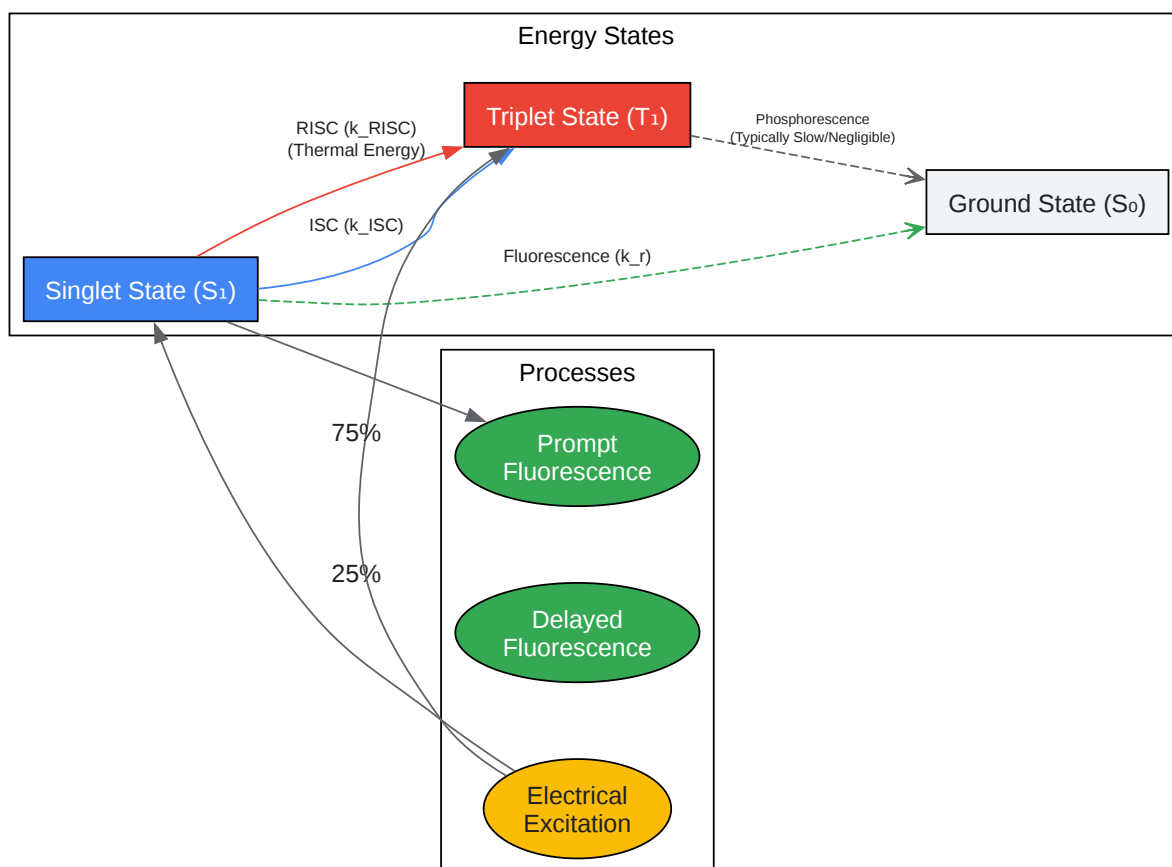 Energy States
Triplet State (T₁)
Phosphorescence
(Typically Slow/Negligible)
RISC (k_RISC)
(Thermal Energy)
Ground State (S₀)
ISC (k_ISC)
Fluorescence (k_r)
Singlet State (S₁)
Processes
75%
Prompt
Fluorescence
25%
Delayed
Fluorescence
Electrical
Excitation